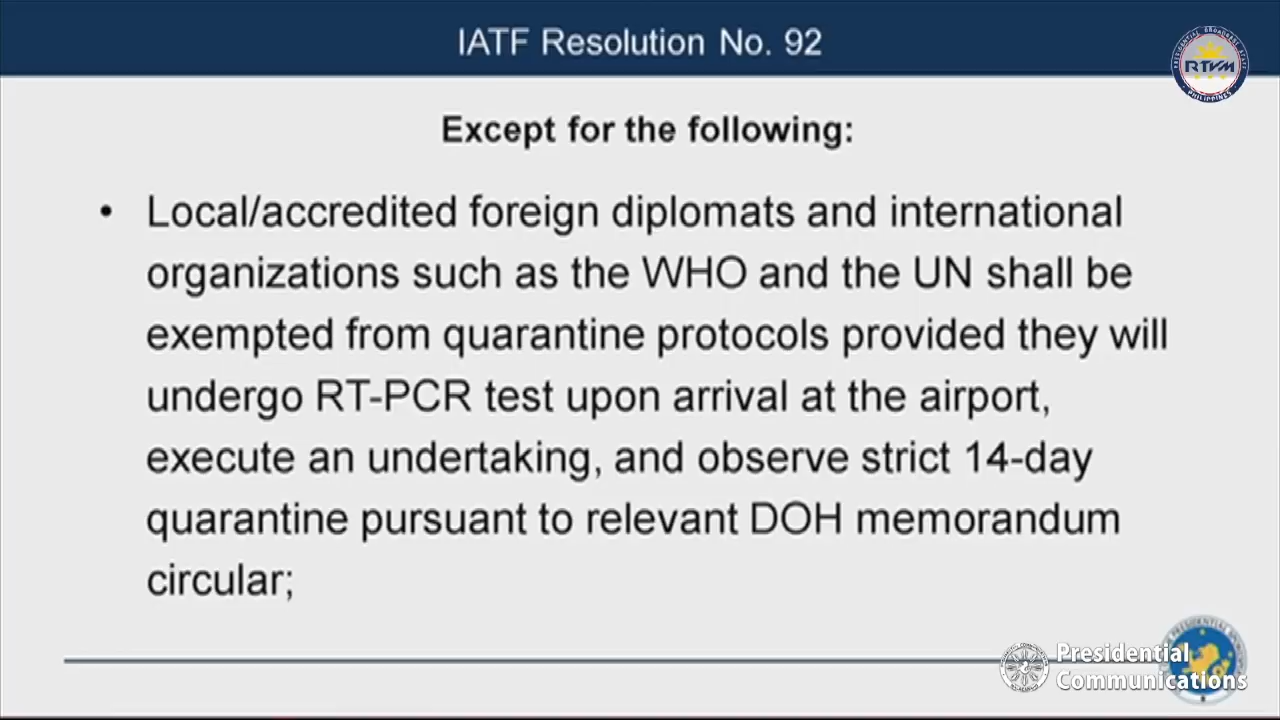 IATF Resolution No. 92
RTVM
PHILIPPINES
Except for the following:
• Local/accredited foreign diplomats and international
organizations such as the WHO and the UN shall be
exempted from quarantine protocols provided they will
undergo RT-PCR test upon arrival at the airport,
execute an undertaking, and observe strict 14-day
quarantine pursuant to relevant DOH memorandum
circular;
Presidential
Communications